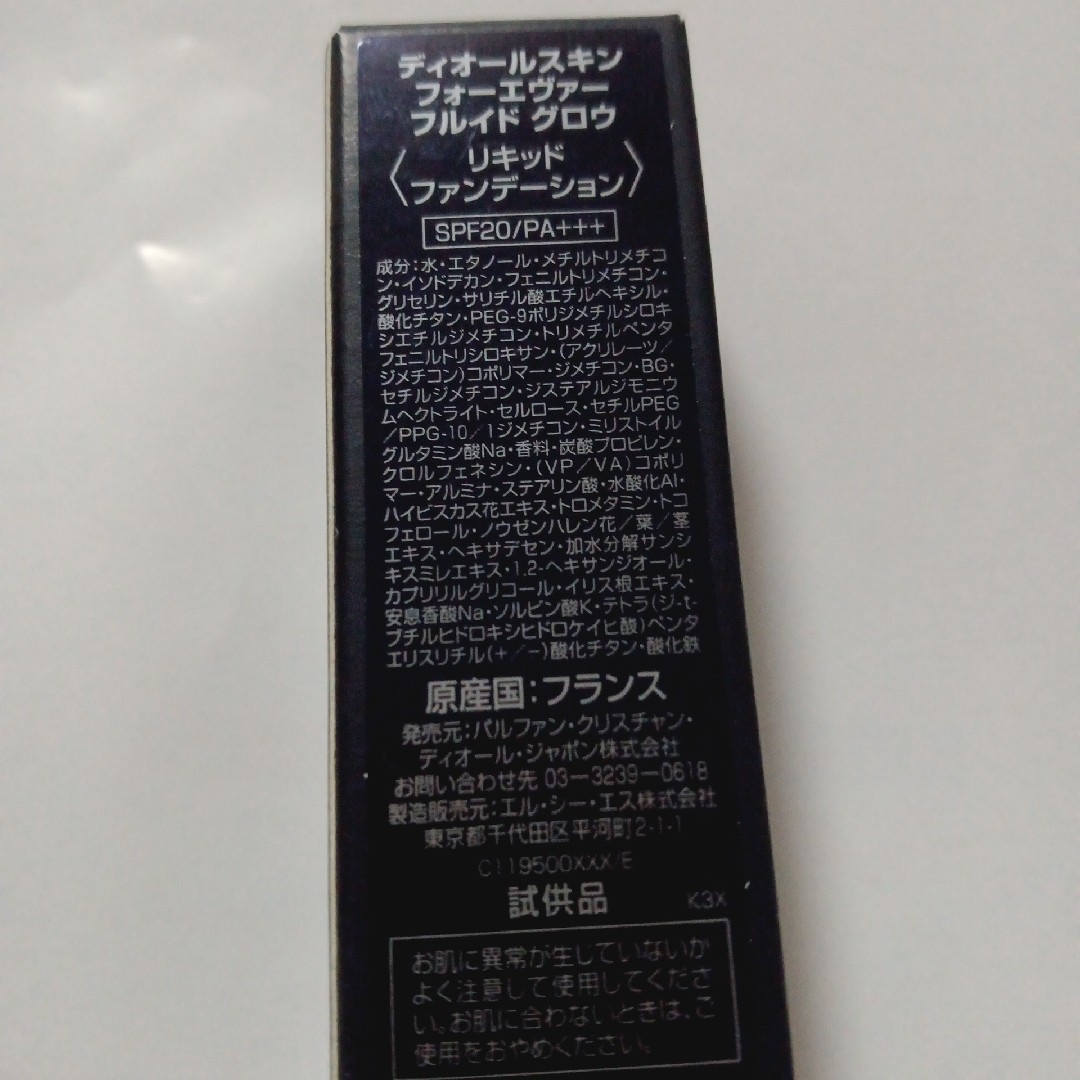 ディオールスキン
フォーエヴァー
フルイド グロウ
〈リキッド
ファンデーション〉
SPF20/PA+++
成分:水・エタノール・メチルトリメチコ
ン・イソドデカン・フェニルトリメチコン・
グリセリン・サリチル酸エチルヘキシル・
酸化チタン・PEG-9ポリジメチルシロキ
シエチルジメチコン・トリメチルペンタ
フェニルトリシロキサン・(アクリレーツ/
ジメチコン)コポリマー・ジメチコン・BG・
セチルジメチコン・ジステアルジモニウ
ムヘクトライト・セルロース・セチルPEG
/PPG-10/1ジメチコン・ミリストイル
グルタミン酸Na・香料・炭酸プロピレン・
クロルフェネシン・(VP/VA)コポリ
マー・アルミナ・ステアリン酸・水酸化Al・
ハイビスカス花エキス・トロメタミン・トコ
フェロール・ノウゼンハレン花/葉/茎
エキス・ヘキサデセン・加水分解サンシ
キスミレエキス・1,2-ヘキサンジオール・
カプリリルグリコール・イリス根エキス・
安息香酸Na・ソルビン酸K・テトラ(ジ-t-
ブチルヒドロキシヒドロケイヒ酸)ペンタ
エリスリチル(+/-)酸化チタン・酸化鉄
原産国:フランス
発売元:パルファン・クリスチャン・
ディオール・ジャポン株式会社
お問い合わせ先 03-3239-0618
製造販売元:エル・シー・エス株式会社
東京都千代田区平河町2-1-1
C119500XXX/E
試供品
K3X
お肌に異常が生じていないか
よく注意して使用してくださ
い。お肌に合わないときは、ご
使用をおやめください。